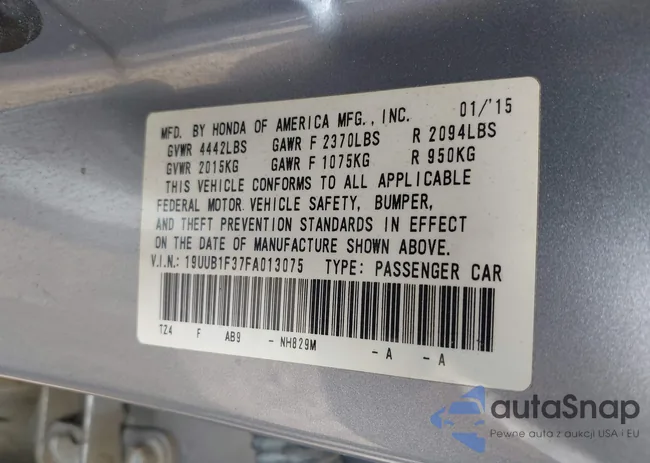 MFD. BY HONDA OF AMERICA MFG., INC. 01/'15
GVWR 4442LBS GAWR F 2370LBS R 2094LBS
GVWR 2015KG GAWR F 1075KG R 950KG
THIS VEHICLE CONFORMS TO ALL APPLICABLE
FEDERAL MOTOR VEHICLE SAFETY, BUMPER,
AND THEFT PREVENTION STANDARDS IN EFFECT
ON THE DATE OF MANUFACTURE SHOWN ABOVE.
V.I.N.: 19UUB1F37FA013075 TYPE: PASSENGER CAR
TZ4 F AB9 - NH829M - A - A
autaSnap
Pewne auta z aukcji USA i EU